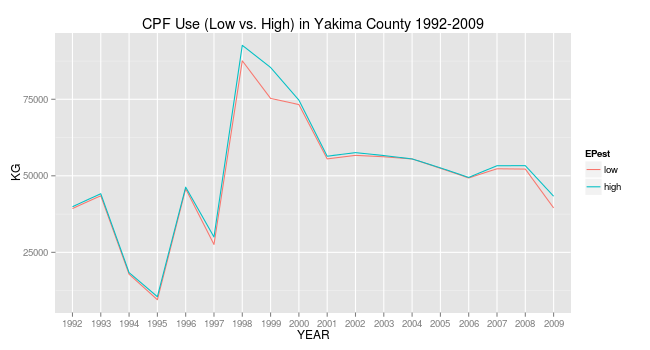 CPF Use (Low vs. High) in Yakima County 1992-2009
KG
75000
50000
25000
1992 1993 1994 1995 1996 1997 1998 1999 2000 2001 2002 2003 2004 2005 2006 2007 2008 2009
YEAR
EPest
low
high